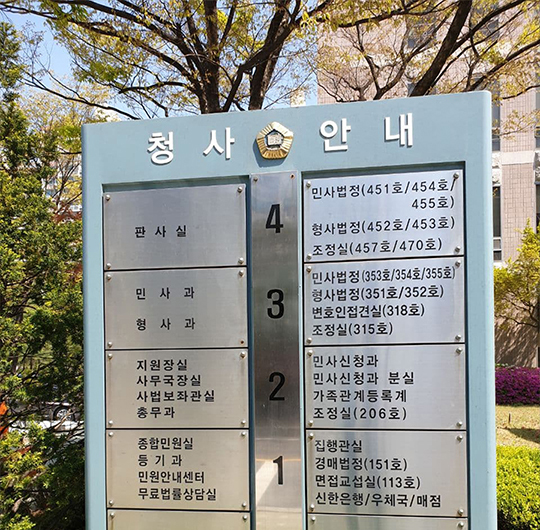 청사 안내
판사실
4
민사법정(451호/454호/
455호)
형사법정(452호/453호)
조정실(457호/470호)
민사과
형사과
3
민사법정(353호/354호/355호)
형사법정(351호/352호)
변호인접견실(318호)
조정실(315호)
지원장실
사무국장실
사법보좌관실
총무과
2
민사신청과
민사신청과 분실
가족관계등록계
조정실(206호)
종합민원실
등기과
민원안내센터
무료법률상담실
1
집행관실
경매법정(151호)
면접교섭실(113호)
신한은행/우체국/매점